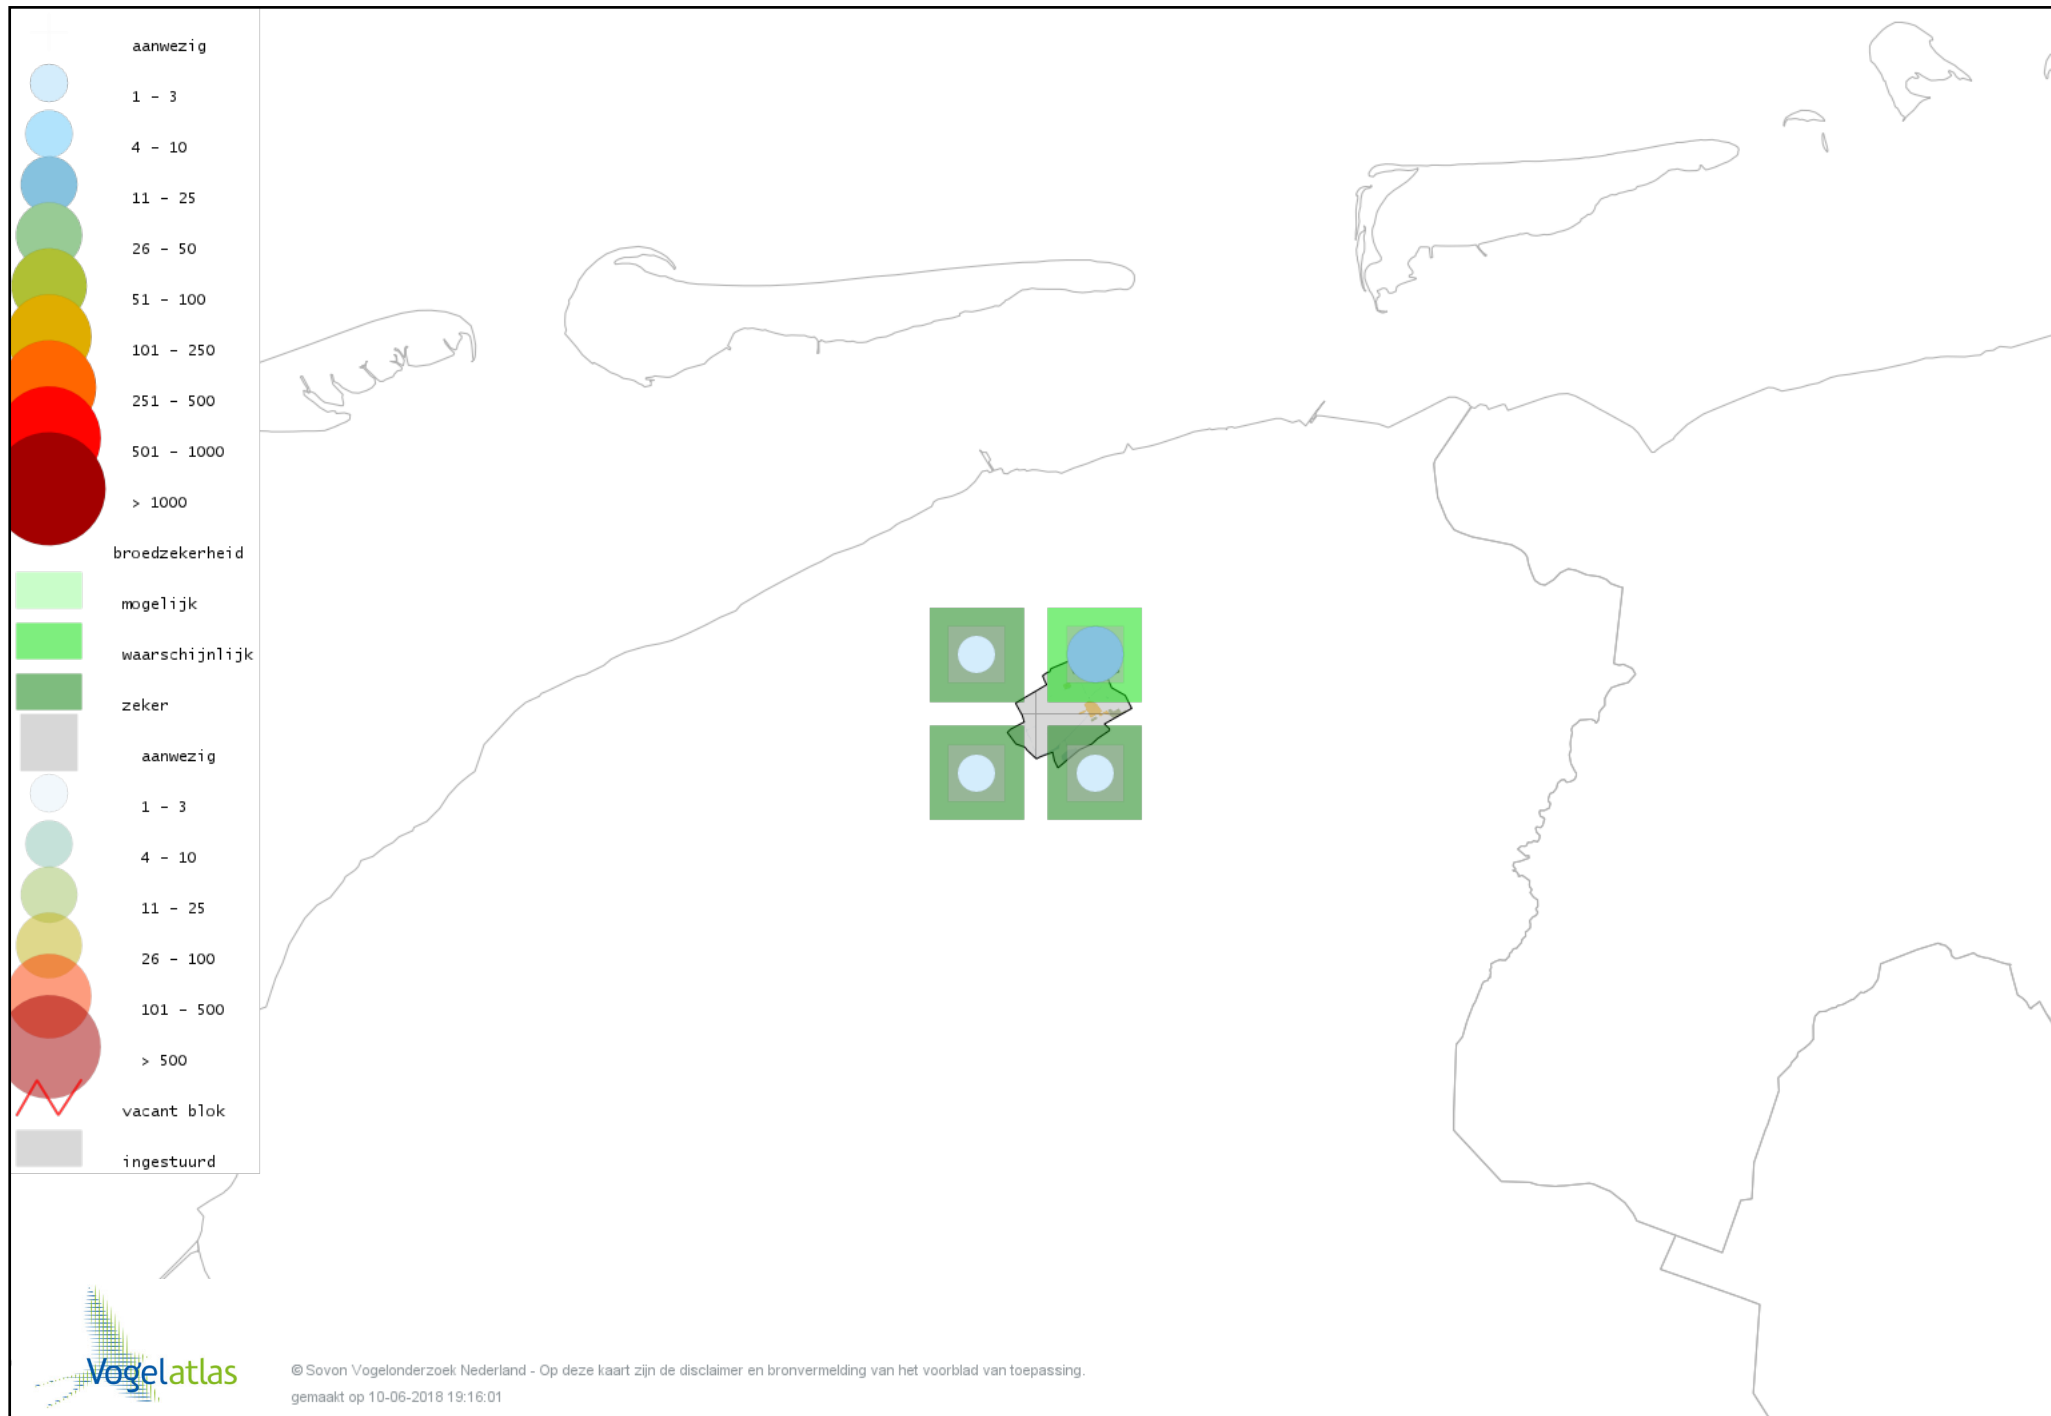 aanwezig
1 - 3
4 - 10
11 - 25
26 - 50
51 - 100
101 - 250
251 - 500
501 - 1000
> 1000
broedzekerheid
mogelijk
waarschijnlijk
zeker
aanwezig
1 - 3
4 - 10
11 - 25
26 - 100
101 - 500
> 500
vacant blok
ingestuurd
Vogelatlas
© Sovon Vogelonderzoek Nederland - Op deze kaart zijn de disclaimer en bronvermelding van het voorblad van toepassing.
gemaakt op 10-06-2018 19:16:01